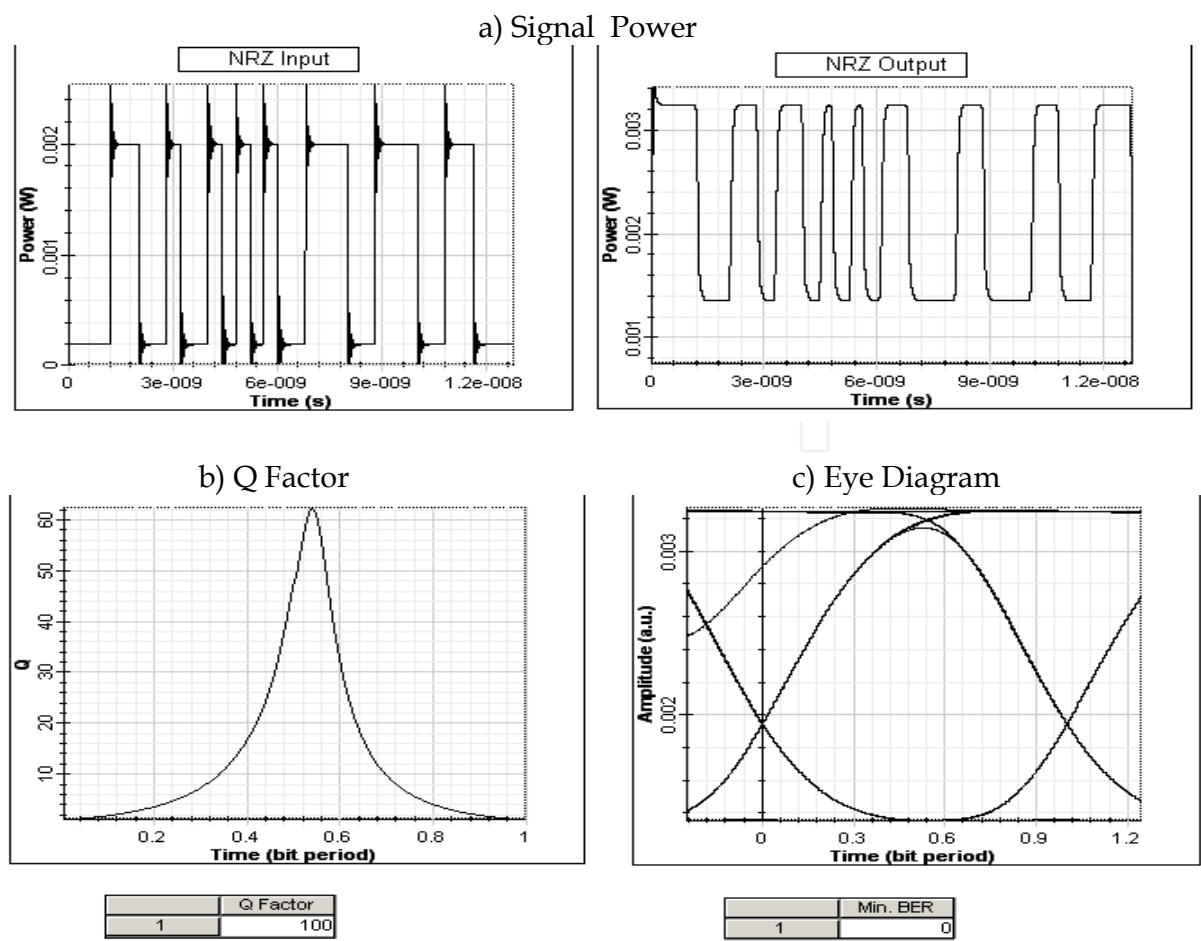 a) Signal Power
NRZ Input
NRZ Output
Power (W)
0.002
0.001
0
0 3e-009 6e-009 9e-009 1.2e-008
Time (s)
Power (W)
0.003
0.002
0.001
0 3e-009 6e-009 9e-009 1.2e-008
Time (s)
b) Q Factor
c) Eye Diagram
Q
60
50
40
30
20
10
0.2 0.4 0.6 0.8 1
Time (bit period)
Amplitude (a.u.)
0.003
0.002
0 0.3 0.6 0.9 1.2
Time (bit period)
Q Factor
1 100
Min. BER
1 0